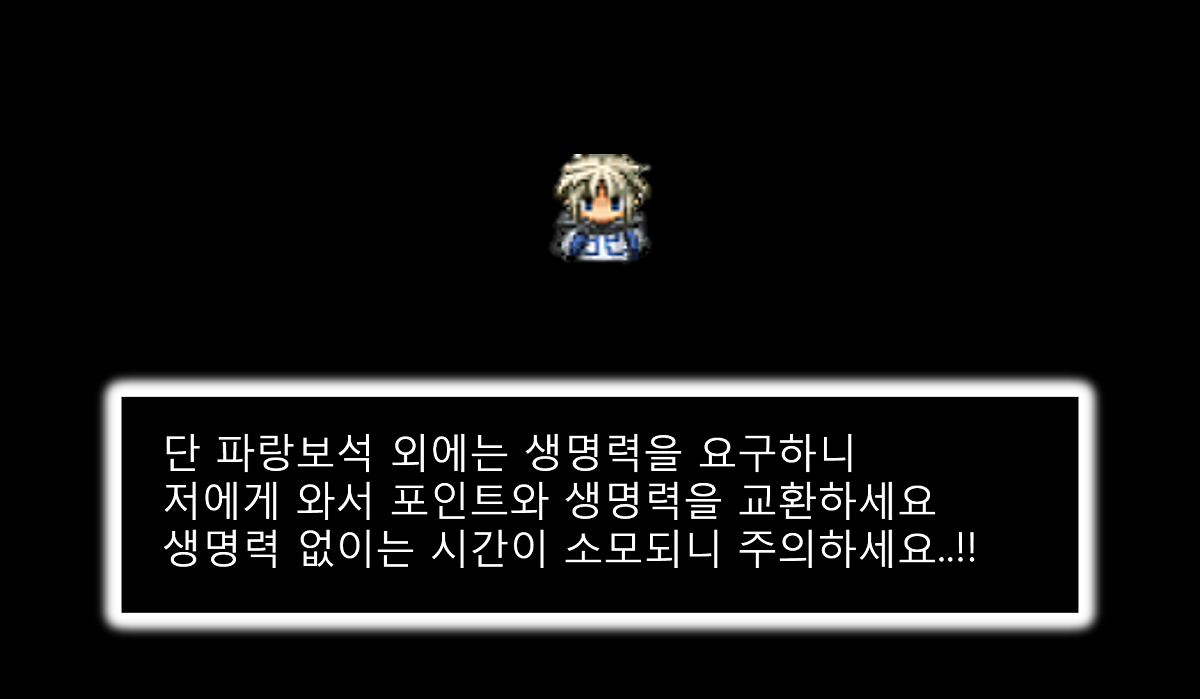 단 파랑보석 외에는 생명력을 요구하니
저에게 와서 포인트와 생명력을 교환하세요
생명력 없이는 시간이 소모되니 주의하세요..!!